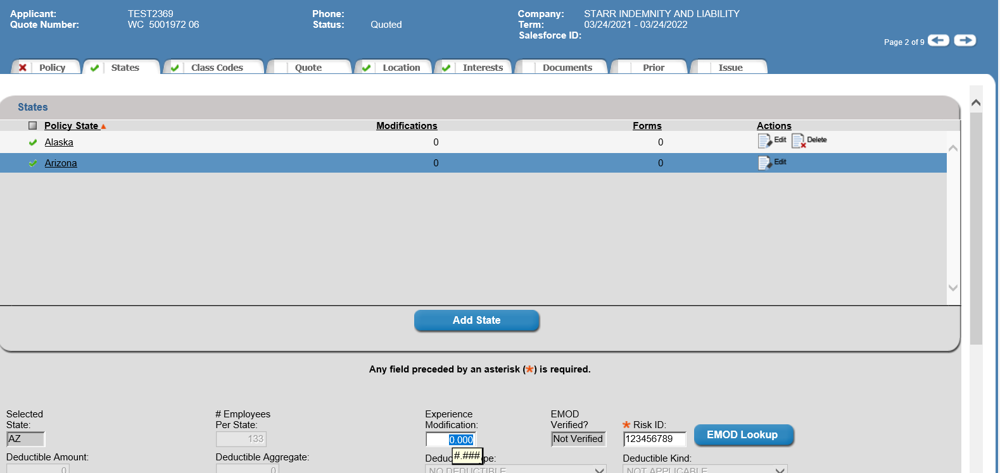 Applicant: TEST2369 Phone: Company: STARR INDEMNITY AND LIABILITY
Quote Number: WC 5001972 06 Status: Quoted Term: 03/24/2021 - 03/24/2022
Salesforce ID:
Page 2 of 9
Policy States Class Codes Quote Location Interests Documents Prior Issue
States
Policy State Modifications Forms Actions
Alaska 0 0 Edit Delete
Arizona 0 0 Edit
Add State
Any field preceded by an asterisk (*) is required.
Selected # Employees Experience EMOD
State: Per State: Modification: Verified? * Risk ID:
AZ 133 0.000 Not Verified 123456789 EMOD Lookup
#.###
Deductible Amount: Deductible Aggregate: Deduc pe: Deductible Kind:
0 0 NO DEDUCTIBLE NOT APPLICABLE